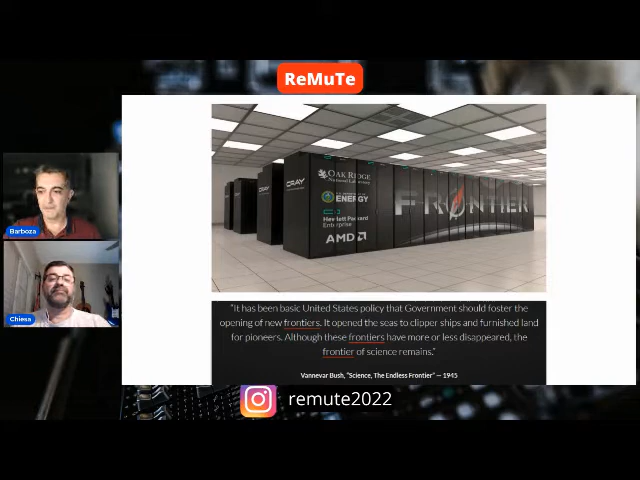 ReMuTe
Barboza
Chiesa
OAK RIDGE
National Laboratory
ENERGY
Hewlett Packard
Enterprise
AMD
CRAY
CRAY
FRONTIER
"It has been basic United States policy that Government should foster the
opening of new frontiers. It opened the seas to clipper ships and furnished land
for pioneers. Although these frontiers have more or less disappeared, the
frontier of science remains."
Vannevar Bush, "Science, The Endless Frontier" — 1945
remute2022